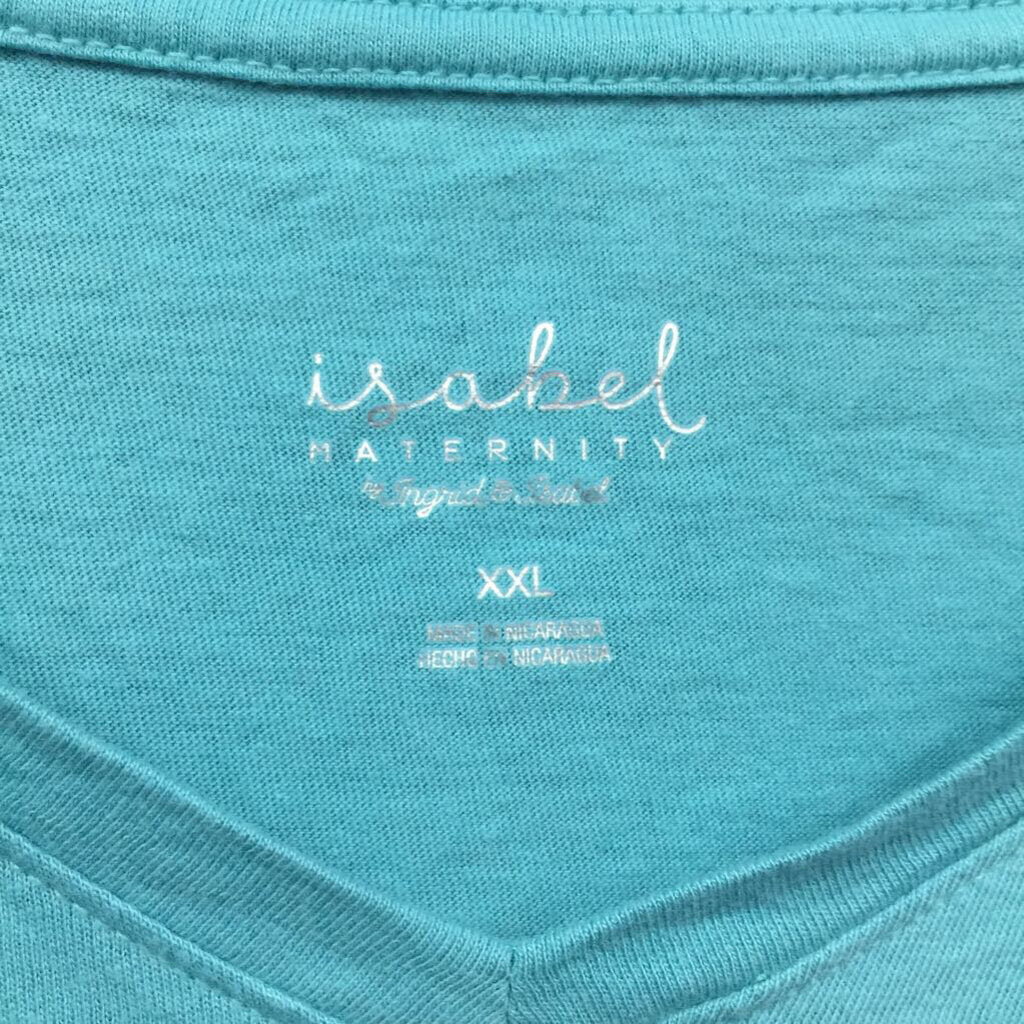 isabel
MATERNITY
by Ingrid & Isabel
XXL
MADE IN NICARAGUA
HECHO EN NICARAGUA